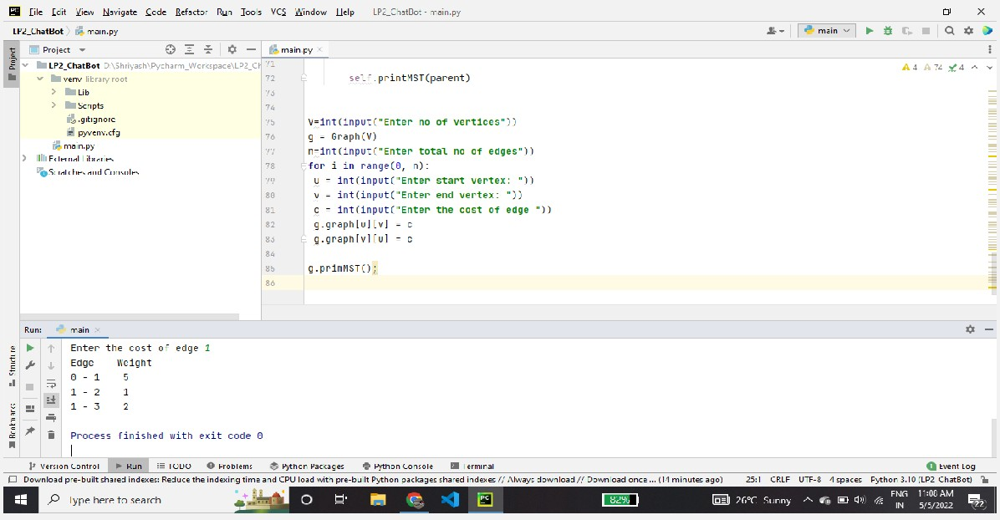 PC File Edit View Navigate Code Refactor Run Tools VCS Window Help LP2_ChatBot - main.py
LP2_ChatBot main.py
main
Project
Project
main.py
LP2_ChatBot D:\Shriyash\Pycharm_Workspace\LP2_Ch
venv library root
Lib
Scripts
.gitignore
pyvenv.cfg
main.py
External Libraries
Scratches and Consoles
4 74 4
71
72 self.printMST(parent)
73
74
75 V=int(input("Enter no of vertices"))
76 g = Graph(V)
77 n=int(input("Enter total no of edges"))
78 for i in range(0, n):
79 u = int(input("Enter start vertex: "))
80 v = int(input("Enter end vertex: "))
81 c = int(input("Enter the cost of edge "))
82 g.graph[u][v] = c
83 g.graph[v][u] = c
84
85 g.primMST();
86
Run: main
Structure
Bookmarks
Enter the cost of edge 1
Edge Weight
0 - 1 5
1 - 2 1
1 - 3 2
Process finished with exit code 0
Version Control Run TODO Problems Python Packages Python Console Terminal 1 Event Log
Download pre-built shared indexes: Reduce the indexing time and CPU load with pre-built Python packages shared indexes // Always download // Download once ... (14 minutes ago) 25:1 CRLF UTF-8 4 spaces Python 3.10 (LP2_ChatBot)
Type here to search
PC
82%
26°C Sunny
ENG
IN
11:08 AM
5/5/2022
22